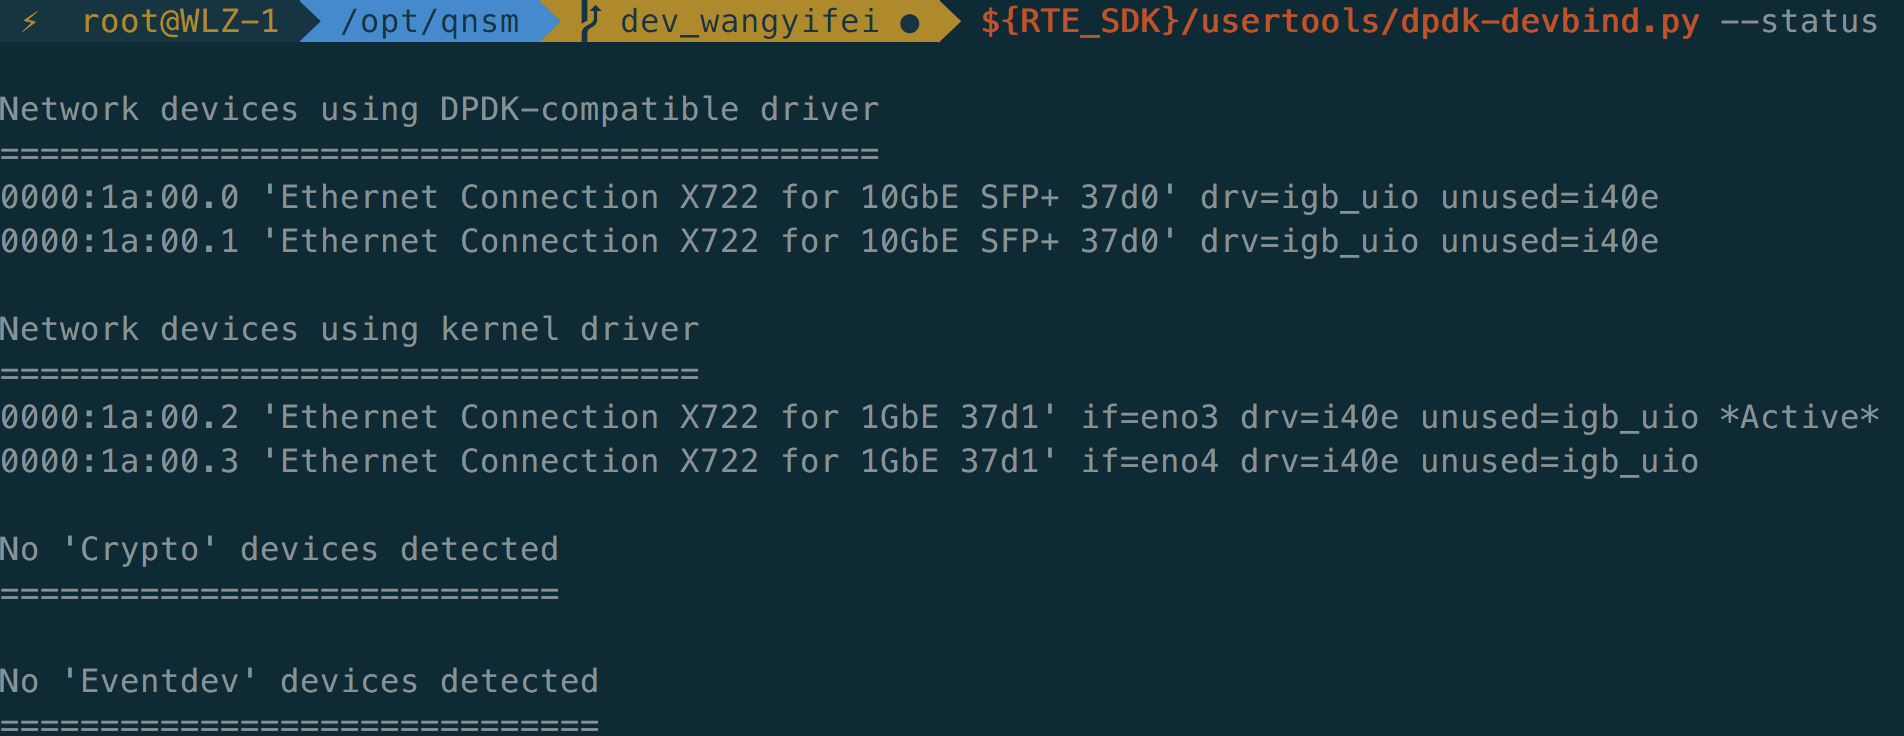 ⚡ root@WLZ-1 /opt/qnsm dev_wangyifei ● ${RTE_SDK}/usertools/dpdk-devbind.py --status
Network devices using DPDK-compatible driver
============================================
0000:1a:00.0 'Ethernet Connection X722 for 10GbE SFP+ 37d0' drv=igb_uio unused=i40e
0000:1a:00.1 'Ethernet Connection X722 for 10GbE SFP+ 37d0' drv=igb_uio unused=i40e
Network devices using kernel driver
===================================
0000:1a:00.2 'Ethernet Connection X722 for 1GbE 37d1' if=eno3 drv=i40e unused=igb_uio *Active*
0000:1a:00.3 'Ethernet Connection X722 for 1GbE 37d1' if=eno4 drv=i40e unused=igb_uio
No 'Crypto' devices detected
============================
No 'Eventdev' devices detected
==============================